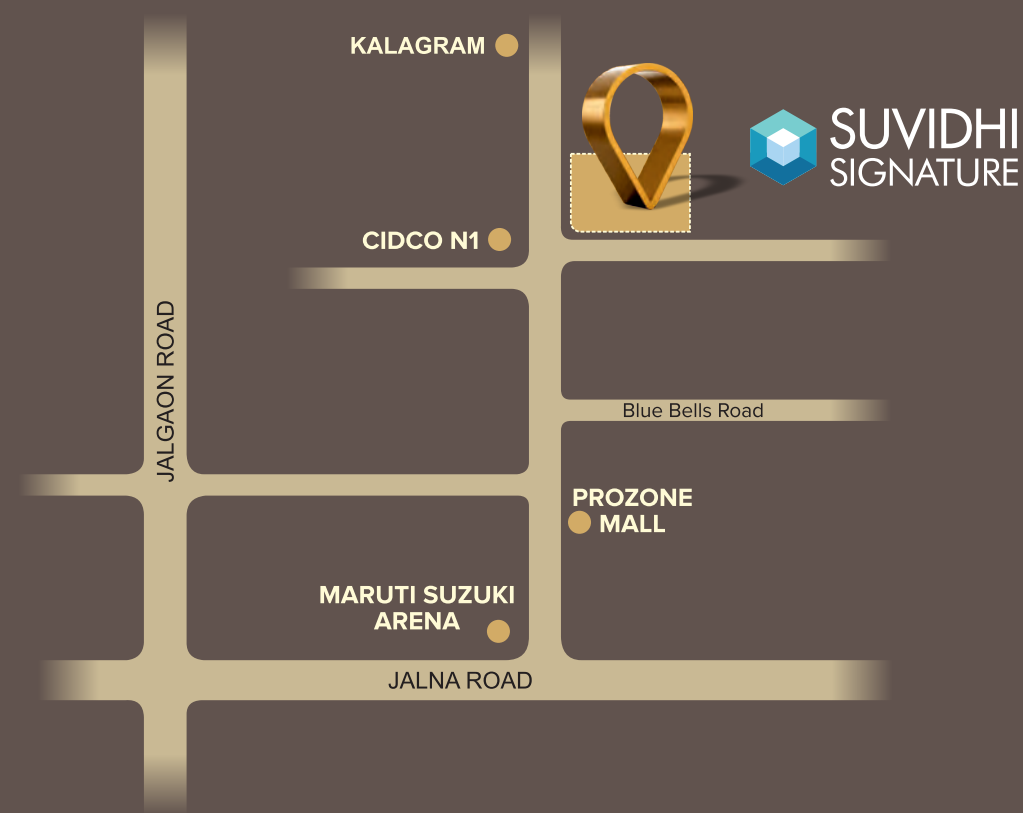 KALAGRAM
SUVIDHI
SIGNATURE
CIDCO N1
JALGAON ROAD
Blue Bells Road
PROZONE
MALL
MARUTI SUZUKI
ARENA
JALNA ROAD